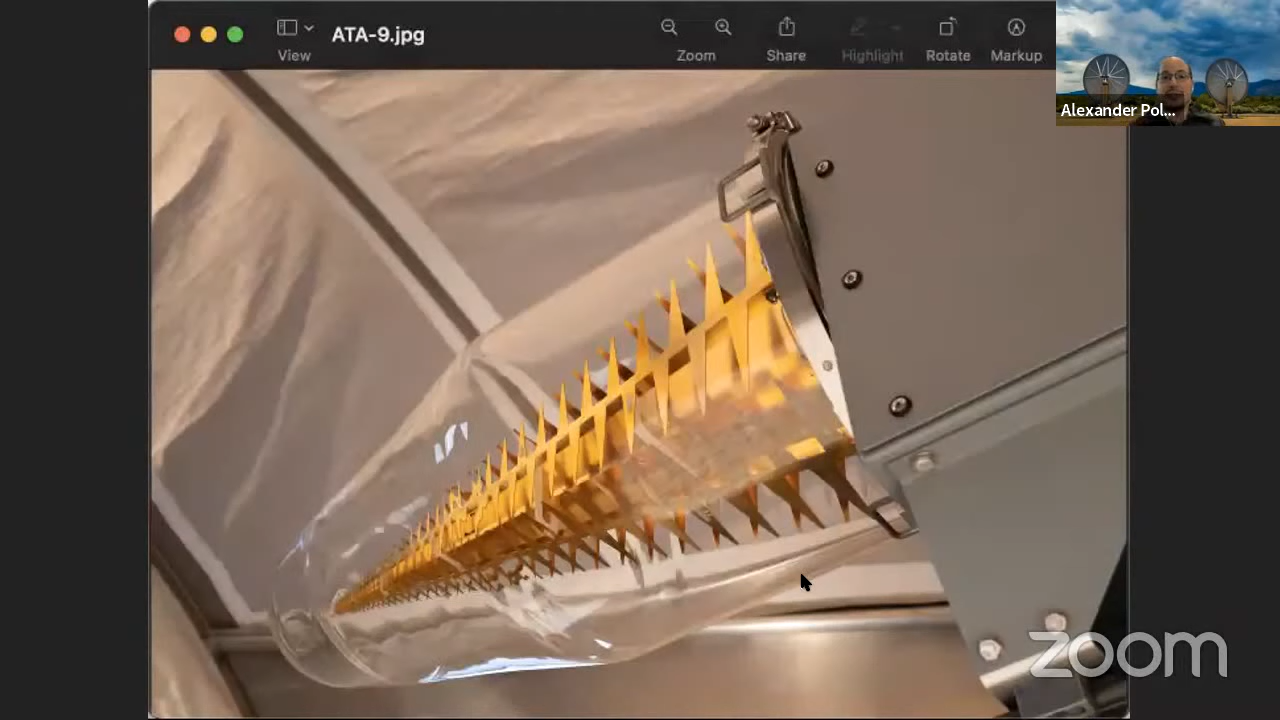 ATA-9.jpg
View
Zoom
Share
Highlight
Rotate
Markup
Alexander Pol...
zoom